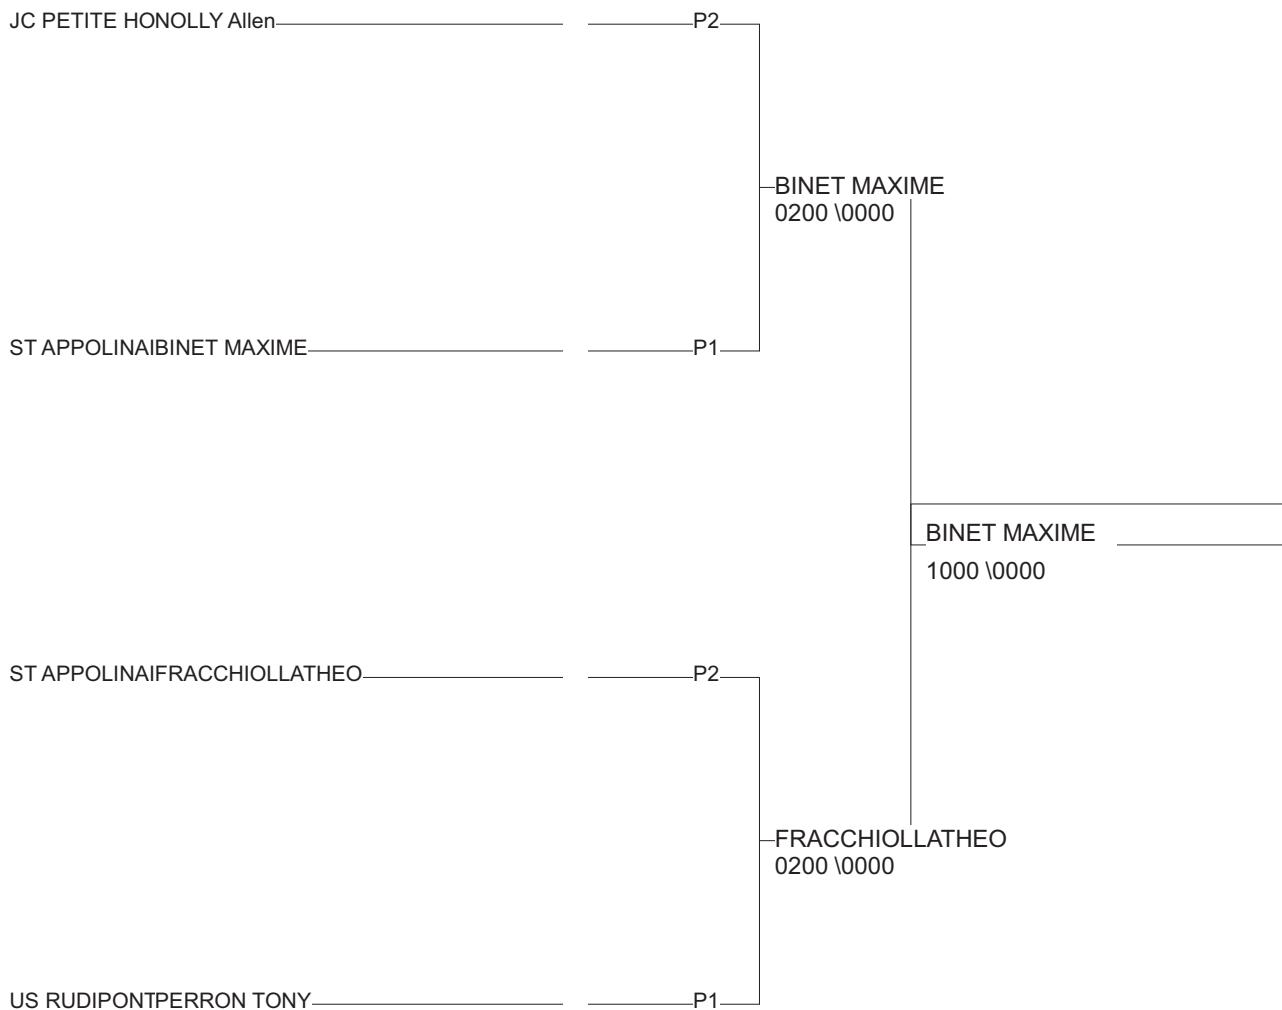 JC PETITE HONOLLY Allen P2
BINET MAXIME
0200 \0000
ST APPOLINAIBINET MAXIME P1
BINET MAXIME
1000 \0000
ST APPOLINAIFRACCHIOLLATHEO P2
FRACCHIOLLATHEO
0200 \0000
US RUDIPONTPERRON TONY P1